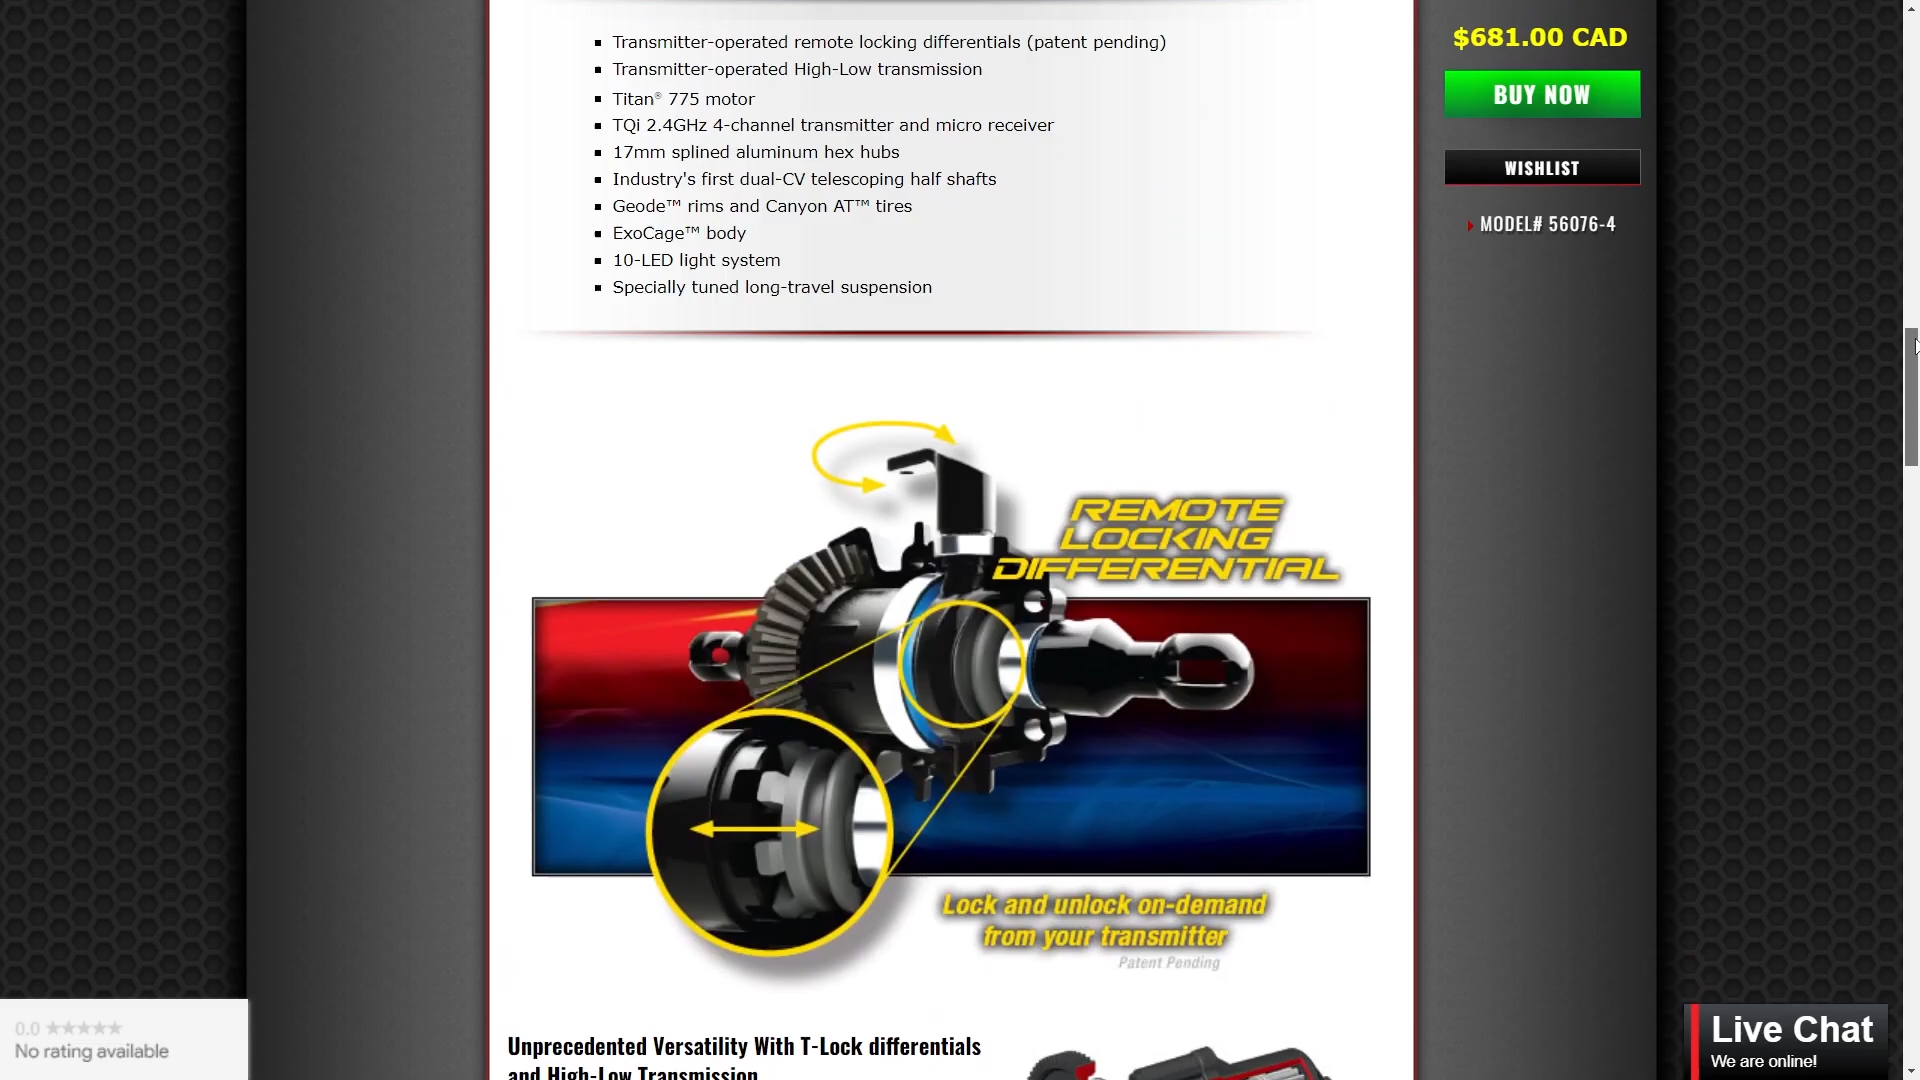 Transmitter-operated remote locking differentials (patent pending)
Transmitter-operated High-Low transmission
Titan® 775 motor
TQi 2.4GHz 4-channel transmitter and micro receiver
17mm splined aluminum hex hubs
Industry's first dual-CV telescoping half shafts
Geode™ rims and Canyon AT™ tires
ExoCage™ body
10-LED light system
Specially tuned long-travel suspension
$681.00 CAD
BUY NOW
WISHLIST
MODEL# 56076-4
REMOTE
LOCKING
DIFFERENTIAL
Lock and unlock on-demand
from your transmitter
Patent Pending
Unprecedented Versatility With T-Lock differentials
and High-Low Transmission
0.0 ★★★★★
No rating available
Live Chat
We are online!